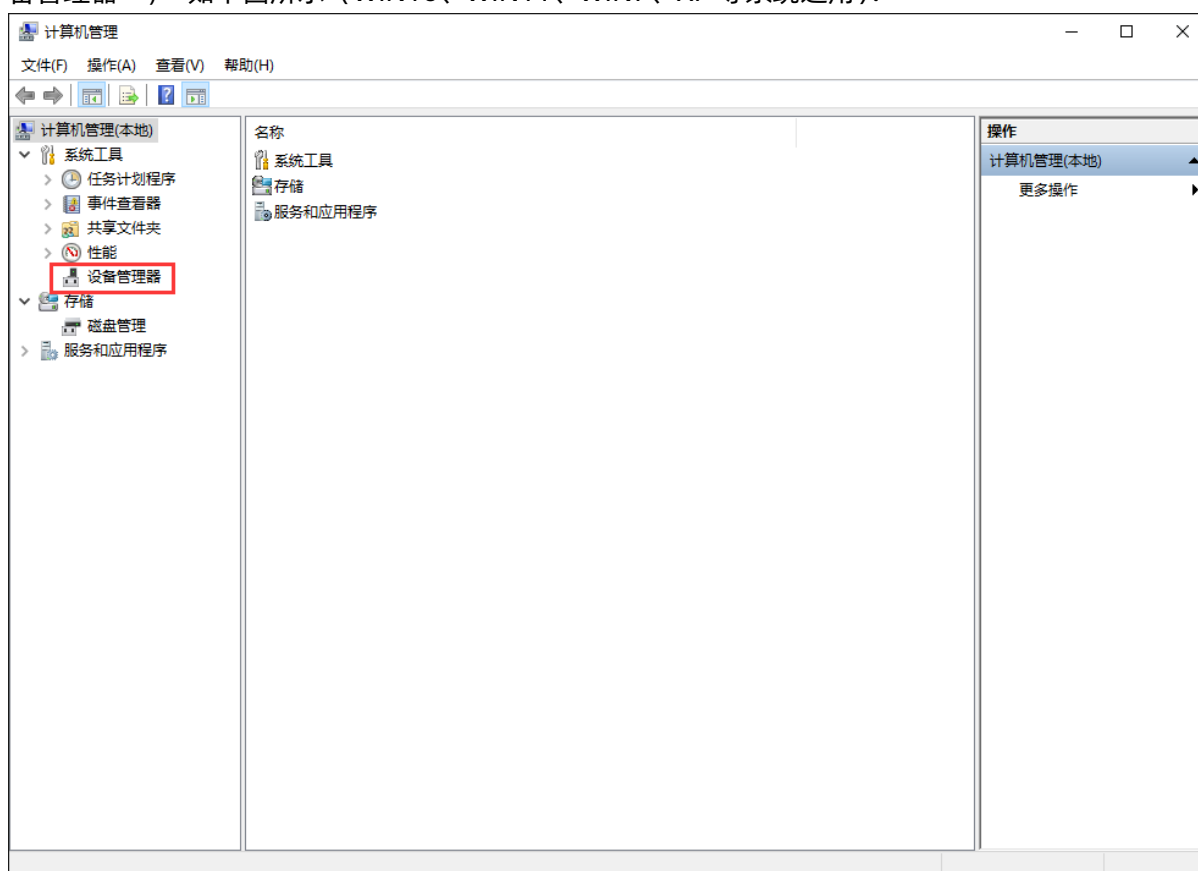 计算机管理
文件(F) 操作(A) 查看(V) 帮助(H)
计算机管理(本地)
系统工具
任务计划程序
事件查看器
共享文件夹
性能
设备管理器
存储
磁盘管理
服务和应用程序
名称
系统工具
存储
服务和应用程序
操作
计算机管理(本地)
更多操作